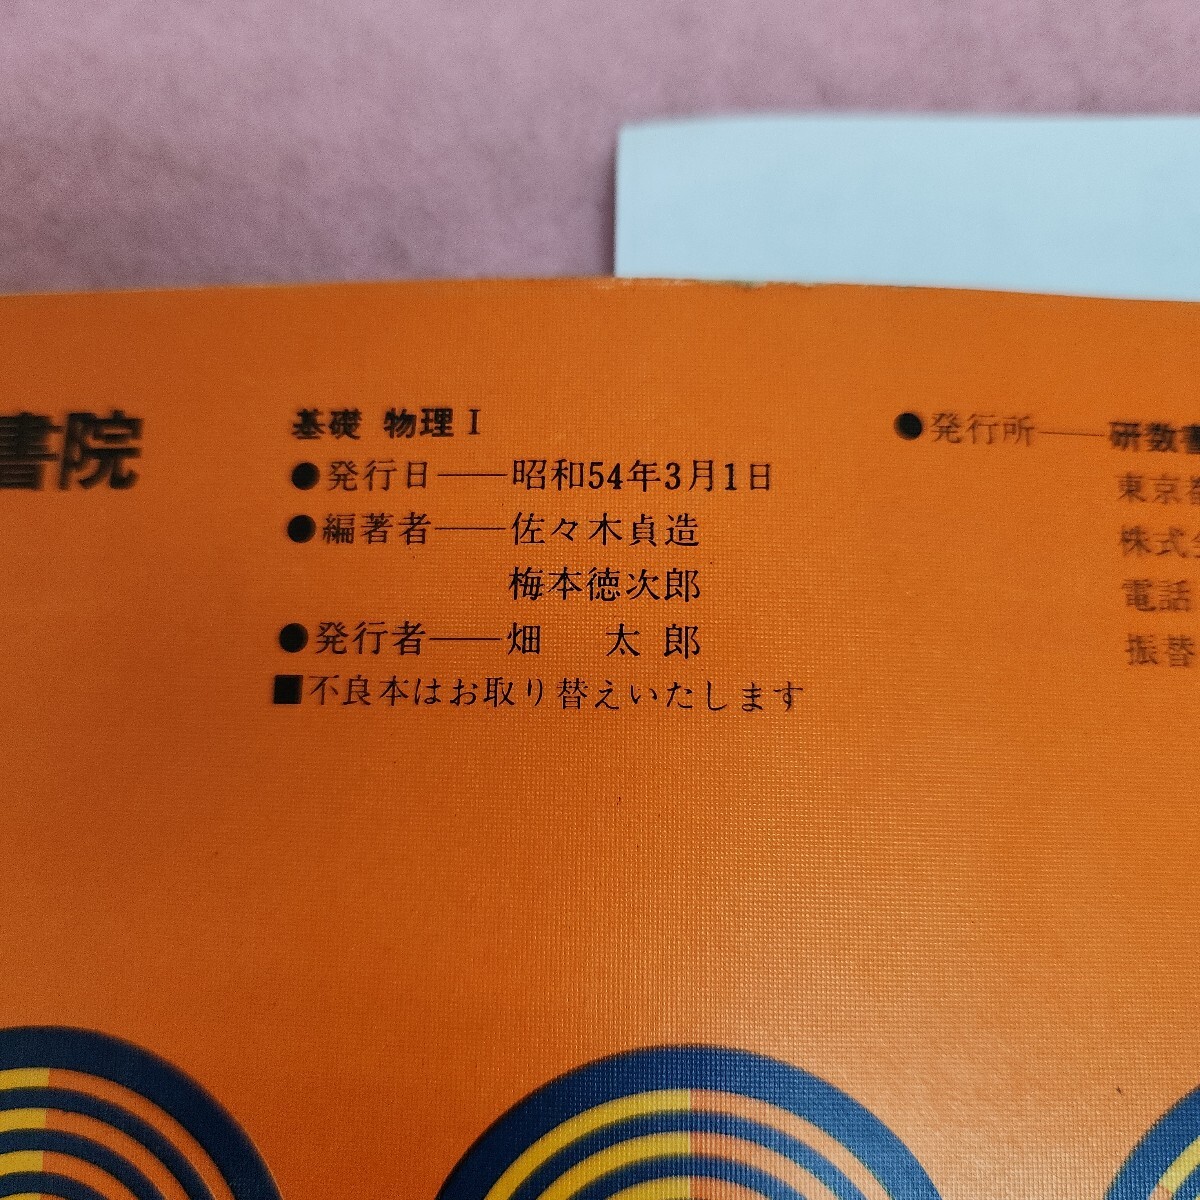 書院
基礎 物理 I
●発行日——昭和54年3月1日
●編著者——佐々木貞造
梅本徳次郎
●発行者——畑 太郎
■不良本はお取り替えいたします
●発行所——研数書
東京都
株式会
電話
振替